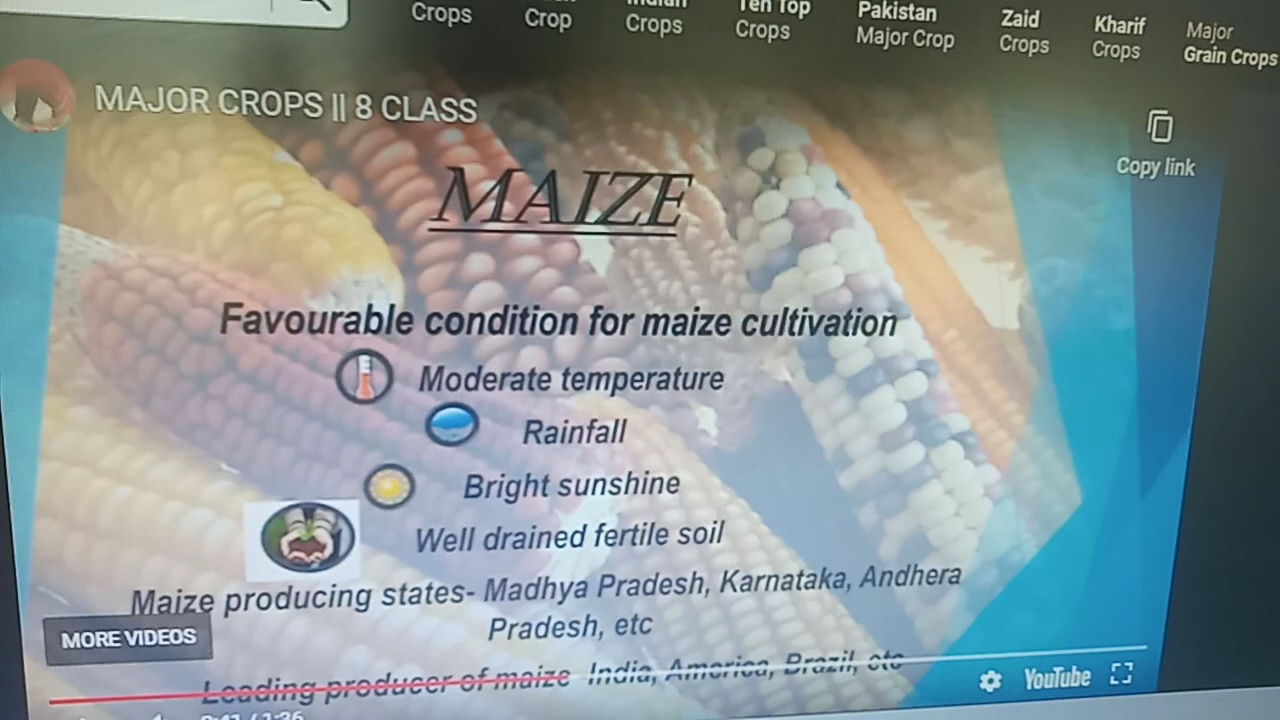 Crops
Crop
Crops
Ten Top
Crops
Pakistan
Major Crop
Zaid
Crops
Kharif
Crops
Major
Grain Crops
MAJOR CROPS || 8 CLASS
Copy link
MAIZE
Favourable condition for maize cultivation
Moderate temperature
Rainfall
Bright sunshine
Well drained fertile soil
Maize producing states- Madhya Pradesh, Karnataka, Andhera
Pradesh, etc
MORE VIDEOS
Leading producer of maize India, America, Brazil, etc
YouTube